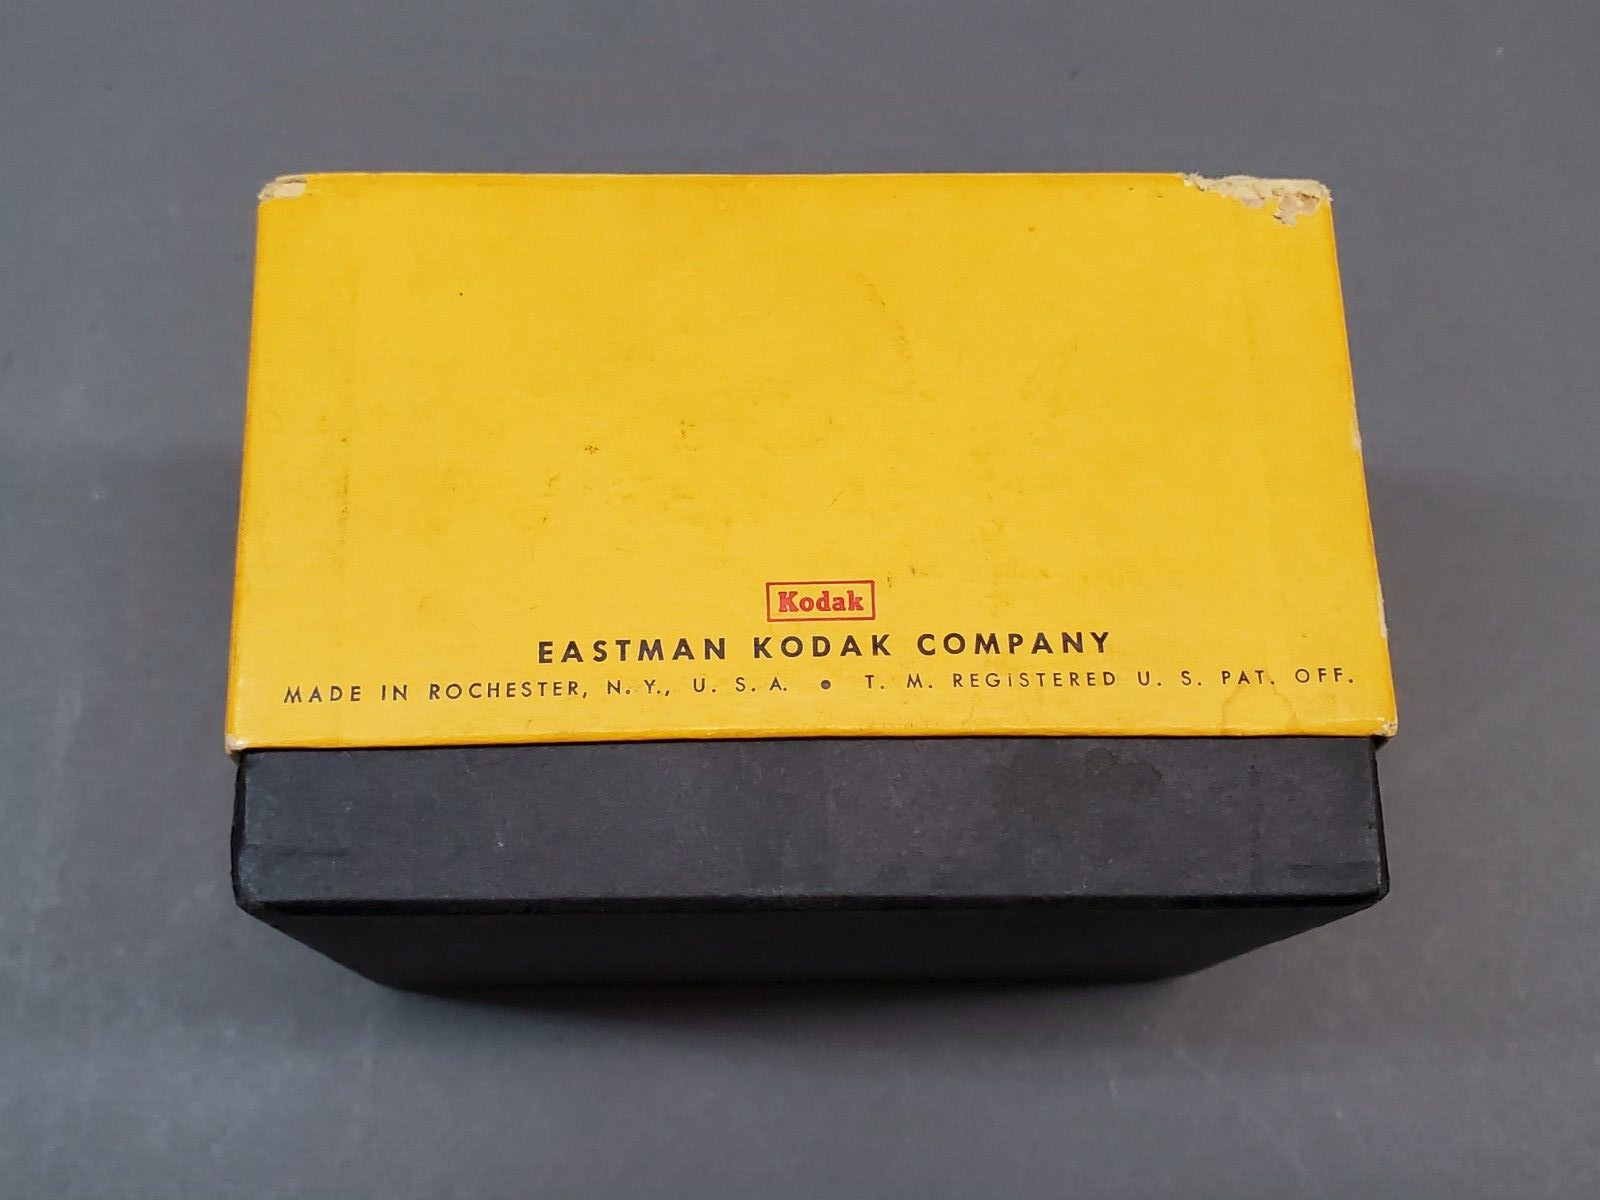 Kodak
EASTMAN KODAK COMPANY
MADE IN ROCHESTER, N. Y., U. S. A. • T. M. REGiSTERED U. S. PAT. OFF.